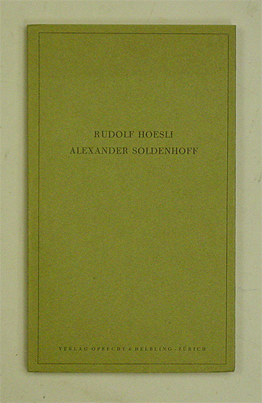 RUDOLF HOESLI
ALEXANDER SOLDENHOFF
VERLAG OPRECHT & HELBLING / ZÜRICH